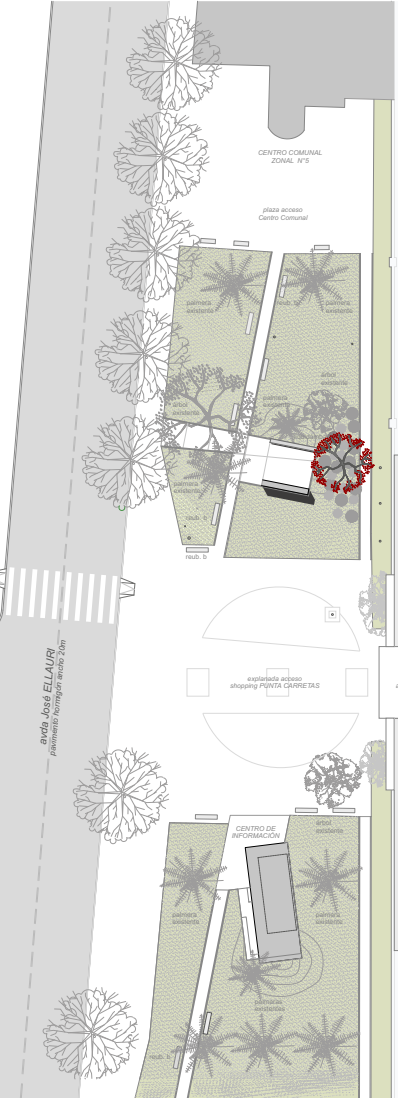 CENTRO COMUNAL
ZONAL N°5
plaza acceso
Centro Comunal
palmera
existente
reub. b
palmera
existente
árbol
existente
palmera
existente
árbol
existente
palmera
existente
reub. b
reub. b
avda José ELLAURI
pavimento hormigón ancho 20m
explanada acceso
shopping PUNTA CARRETAS
CENTRO DE
INFORMACIÓN
árbol
existente
palmera
existente
palmera
existente
palmeras
existentes
reub. b